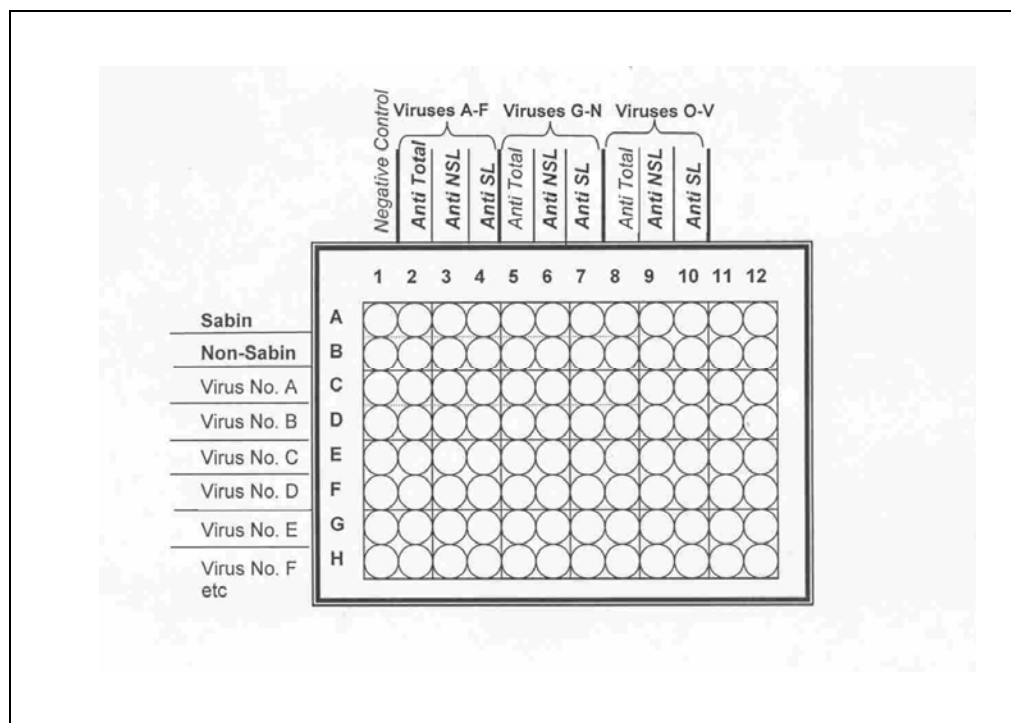 Viruses A-F Viruses G-N Viruses O-V
Negative Control
Anti Total
Anti NSL
Anti SL
Anti Total
Anti NSL
Anti SL
Anti Total
Anti NSL
Anti SL
1 2 3 4 5 6 7 8 9 10 11 12
Sabin A
Non-Sabin B
Virus No. A C
Virus No. B D
Virus No. C E
Virus No. D F
Virus No. E G
Virus No. F H
etc